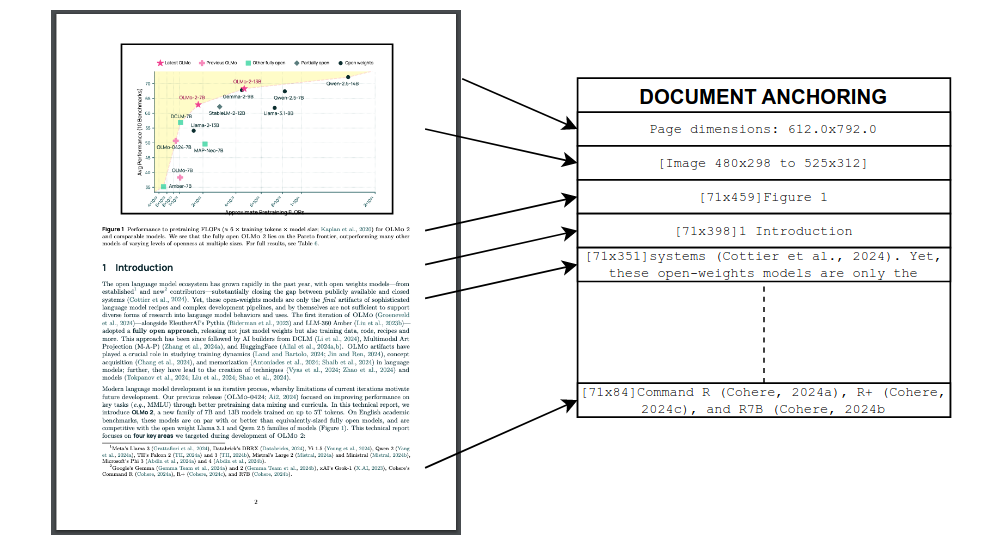 Latest OLMo
Previous OLMo
Other fully open
Partially open
Open weights
Avg Performance (10 Benchmarks)
70
65
60
55
50
45
40
35
OLMo-2-13B
Qwen-2.5-14B
OLMo-2-7B
Gemma-2-9B
Qwen-2.5-7B
StableLM-2-12B
Llama-3.1-8B
DCLM-7B
Llama-2-13B
OLMo-0424-7B
MAP-Neo-7B
OLMo-7B
Amber-7B
Approximate Pretraining FLOPs
Figure 1 Performance to pretraining FLOPs (≈ 6 × training tokens × model size; Kaplan et al., 2020) for OLMo 2
and comparable models. We see that the fully open OLMo 2 lies on the Pareto frontier, outperforming many other
models of varying levels of openness at multiple sizes. For full results, see Table 6.
1 Introduction
The open language model ecosystem has grown rapidly in the past year, with open weights models—from
established¹ and new² contributors—substantially closing the gap between publicly available and closed
systems (Cottier et al., 2024). Yet, these open-weights models are only the final artifacts of sophisticated
language model recipes and complex development pipelines, and by themselves are not sufficient to support
diverse forms of research into language model behaviors and uses. The first iteration of OLMo (Groeneveld
et al., 2024)—alongside EleutherAI's Pythia (Biderman et al., 2023) and LLM-360 Amber (Liu et al., 2023b)—
adopted a fully open approach, releasing not just model weights but also training data, code, recipes and
more. This approach has been since followed by AI builders from DCLM (Li et al., 2024), Multimodal Art
Projection (M-A-P) (Zhang et al., 2024a), and HuggingFace (Allal et al., 2024a,b). OLMo artifacts have
played a crucial role in studying training dynamics (Land and Bartolo, 2024; Jin and Ren, 2024), concept
acquisition (Chang et al., 2024), and memorization (Antoniades et al., 2024; Shaib et al., 2024) in language
models; further, they have lead to the creation of techniques (Vyas et al., 2024; Zhao et al., 2024) and
models (Tokpanov et al., 2024, Liu et al., 2024; Shao et al., 2024).
Modern language model development is an iterative process, whereby limitations of current iterations motivate
future development. Our previous release (OLMo-0424; Ai2, 2024) focused on improving performance on
key tasks (e.g., MMLU) through better pretraining data mixing and curricula. In this technical report, we
introduce OLMo 2, a new family of 7B and 13B models trained on up to 5T tokens. On English academic
benchmarks, these models are on par with or better than equivalently-sized fully open models, and are
competitive with the open weight Llama 3.1 and Qwen 2.5 families of models (Figure 1). This technical report
focuses on four key areas we targeted during development of OLMo 2:
¹Meta's Llama 3 (Grattafiori et al., 2024), Databrick's DBRX (Databricks, 2024), Yi 1.5 (Young et al., 2024), Qwen 2 (Yang
et al., 2024a), TII's Falcon 2 (TII, 2024a) and 3 (TII, 2024b), Mistral's Large 2 (Mistral, 2024a) and Ministral (Mistral, 2024b),
Microsoft's Phi 3 (Abdin et al., 2024a) and 4 (Abdin et al., 2024b).
²Google's Gemma (Gemma Team et al., 2024a) and 2 (Gemma Team et al., 2024b), xAI's Grok-1 (X.AI, 2023), Cohere's
Command R (Cohere, 2024a), R+ (Cohere, 2024c), and R7B (Cohere, 2024b).
2
DOCUMENT ANCHORING
Page dimensions: 612.0x792.0
[Image 480x298 to 525x312]
[71x459]Figure 1
[71x398]1 Introduction
[71x351]systems (Cottier et al., 2024). Yet,
these open-weights models are only the
[71x84]Command R (Cohere, 2024a), R+ (Cohere,
2024c), and R7B (Cohere, 2024b